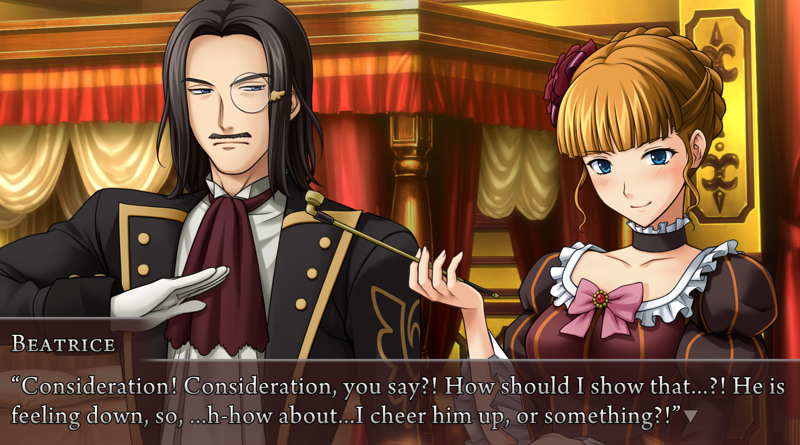 Beatrice
“Consideration! Consideration, you say?! How should I show that...?! He is
feeling down, so, ...h-how about...I cheer him up, or something?!”